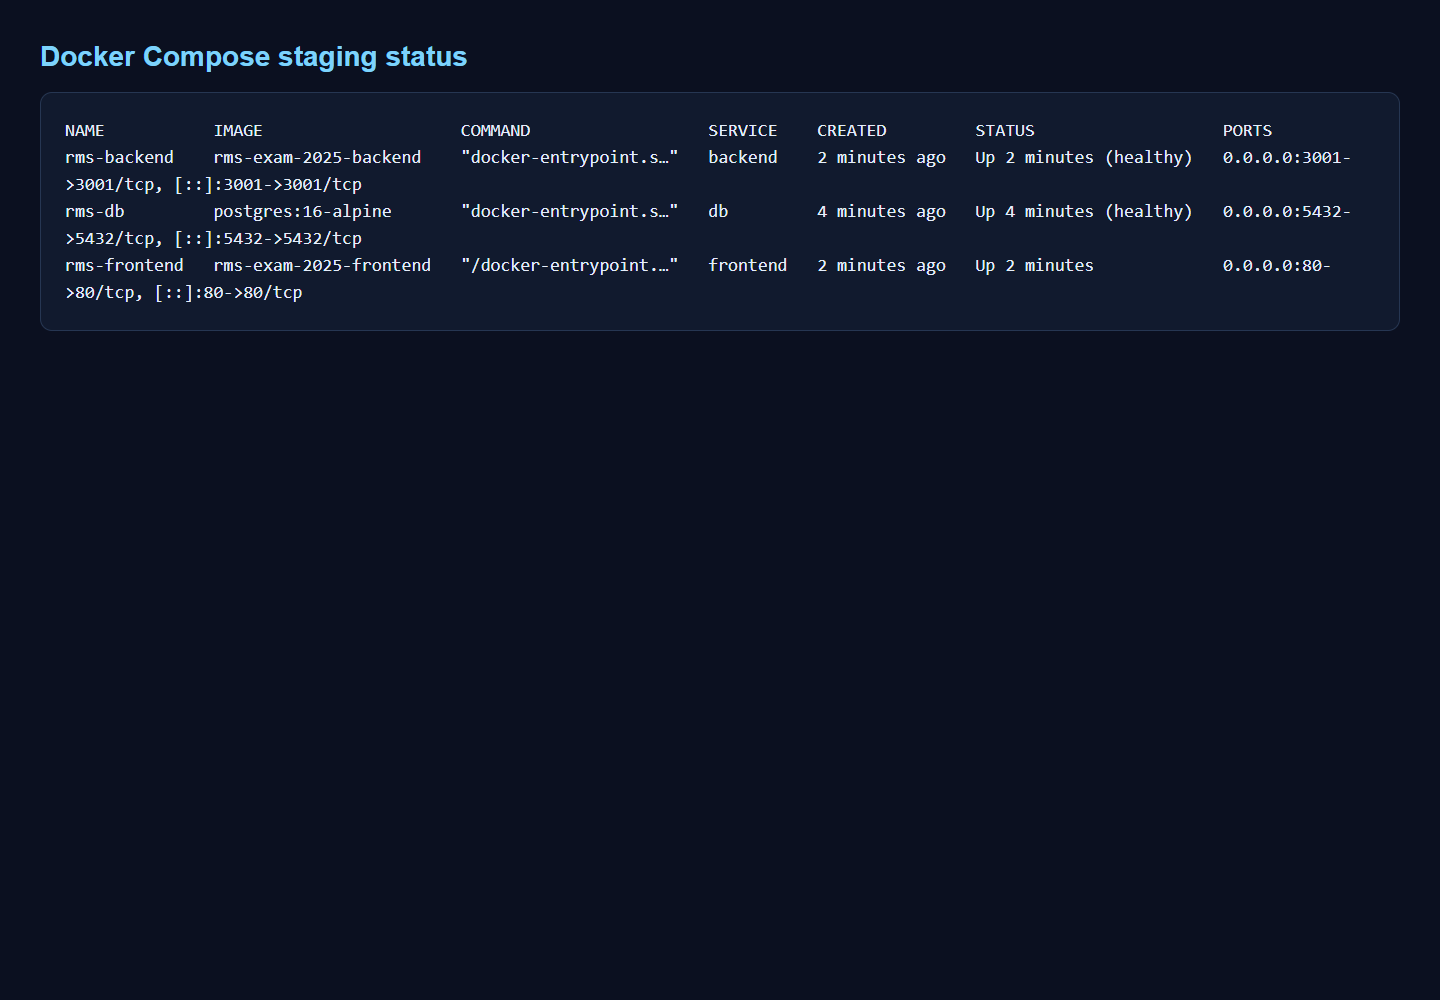 Docker Compose staging status
NAME           IMAGE                    COMMAND                  SERVICE    CREATED         STATUS                   PORTS
rms-backend    rms-exam-2025-backend    "docker-entrypoint.s…"   backend    2 minutes ago   Up 2 minutes (healthy)   0.0.0.0:3001-
>3001/tcp, [::]:3001->3001/tcp
rms-db         postgres:16-alpine       "docker-entrypoint.s…"   db         4 minutes ago   Up 4 minutes (healthy)   0.0.0.0:5432-
>5432/tcp, [::]:5432->5432/tcp
rms-frontend   rms-exam-2025-frontend   "/docker-entrypoint.…"   frontend   2 minutes ago   Up 2 minutes             0.0.0.0:80-
>80/tcp, [::]:80->80/tcp